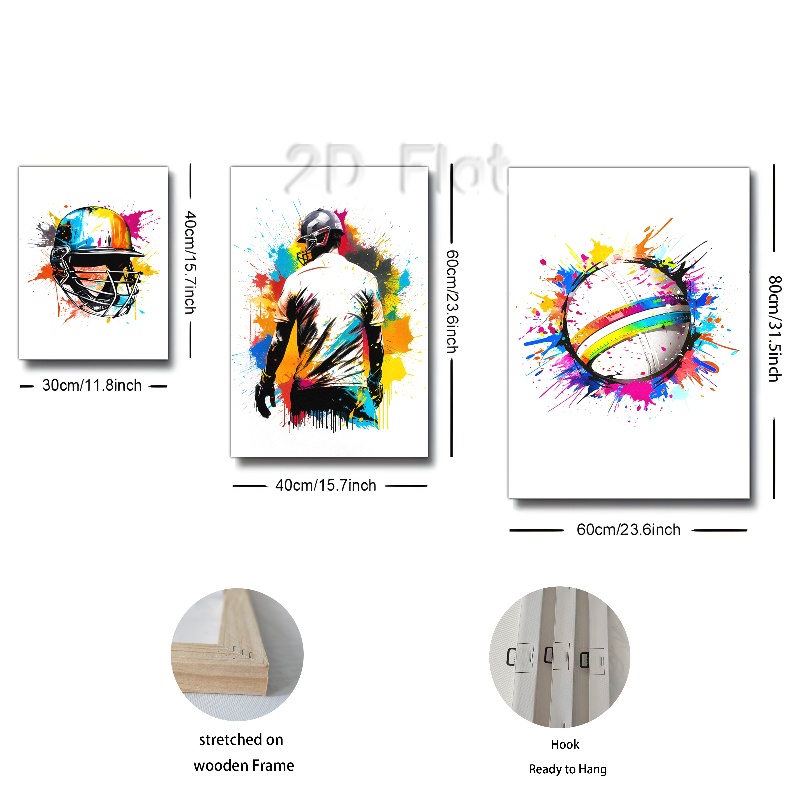 2D Flat
40cm/15.7inch
30cm/11.8inch
60cm/23.6inch
40cm/15.7inch
80cm/31.5inch
60cm/23.6inch
stretched on
wooden Frame
Hook
Ready to Hang